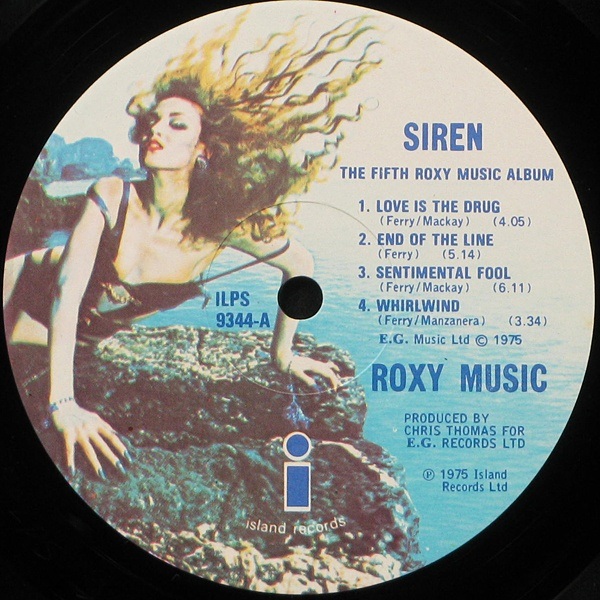 SIREN
THE FIFTH ROXY MUSIC ALBUM
1. LOVE IS THE DRUG
(Ferry/Mackay) (4.05)
2. END OF THE LINE
(Ferry) (5.14)
3. SENTIMENTAL FOOL
(Ferry/Mackay) (6.11)
4. WHIRLWIND
(Ferry/Manzanera) (3.34)
E.G. Music Ltd © 1975
ILPS
9344-A
ROXY MUSIC
PRODUCED BY
CHRIS THOMAS FOR
E.G. RECORDS LTD
℗ 1975 Island
Records Ltd
i
island records